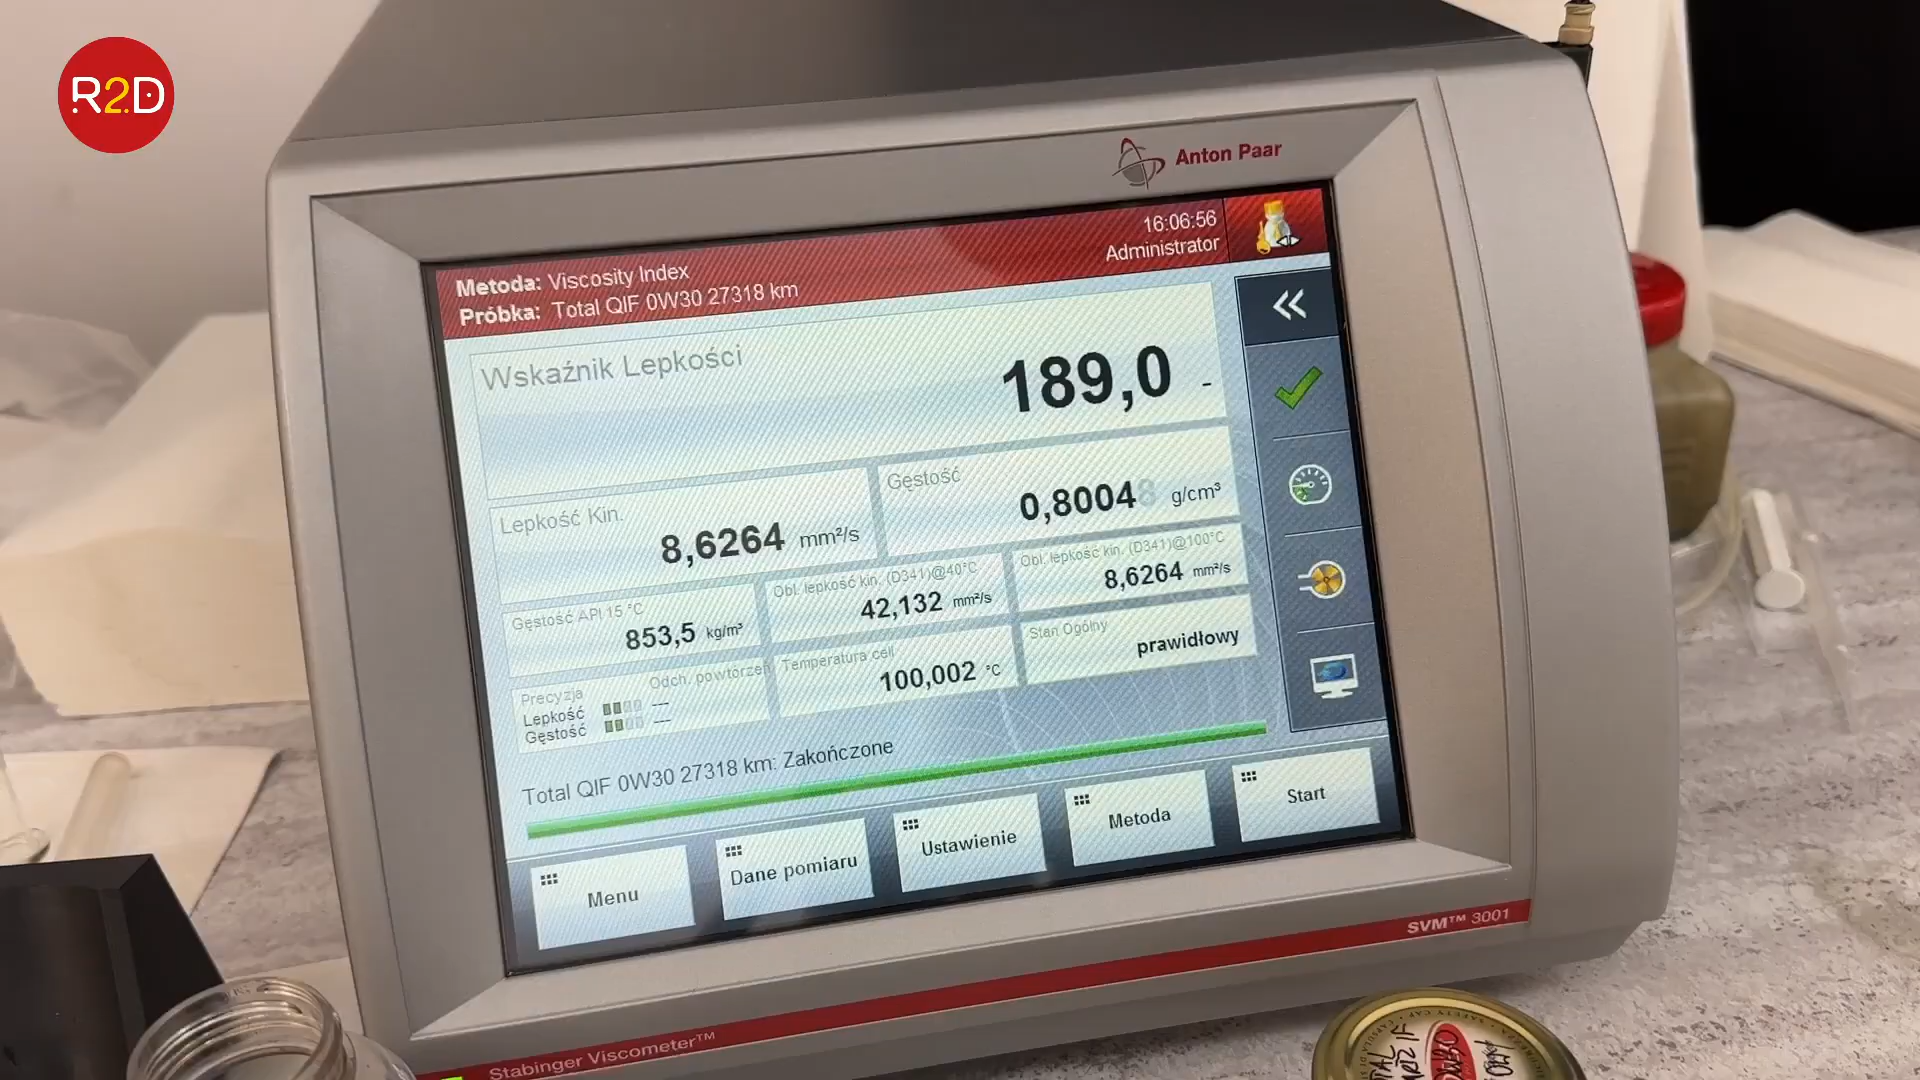 R2D
Anton Paar
16:06:56
Administrator
Metoda: Viscosity Index
Próbka: Total QIF 0W30 27318 km
Wskaźnik Lepkości
189,0 -
Lepkość Kin.
8,6264 mm²/s
Gęstość
0,80048 g/cm³
Gęstość API 15 °C
853,5 kg/m³
Obl. lepkość kin. (D341)@40°C
42,132 mm²/s
Obl. lepkość kin. (D341)@100°C
8,6264 mm²/s
Precyzja Odch. powtórzeń
Lepkość ---
Gęstość ---
Temperatura cell
100,002 °C
Stan Ogólny
prawidłowy
Total QIF 0W30 27318 km: Zakończone
Menu
Dane pomiaru
Ustawienie
Metoda
Start
SVM™ 3001
Stabinger Viscometer™